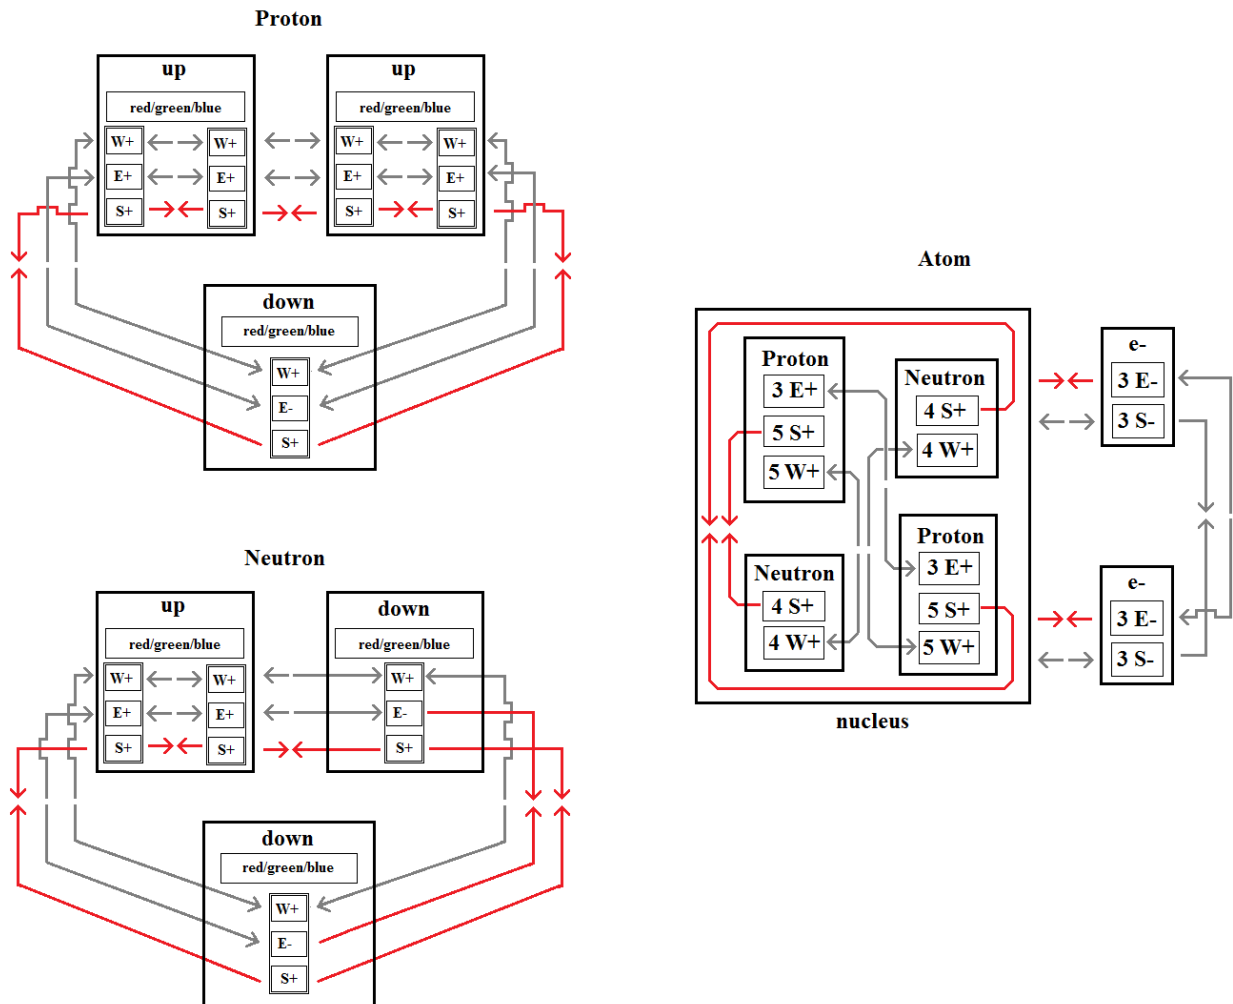 Proton
up
red/green/blue
W+ W+
E+ E+
S+ S+
up
red/green/blue
W+ W+
E+ E+
S+ S+
down
red/green/blue
W+
E-
S+
Neutron
up
red/green/blue
W+ W+
E+ E+
S+ S+
down
red/green/blue
W+
E-
S+
down
red/green/blue
W+
E-
S+
Atom
Proton
3 E+
5 S+
5 W+
Neutron
4 S+
4 W+
Neutron
4 S+
4 W+
Proton
3 E+
5 S+
5 W+
nucleus
e-
3 E-
3 S-
e-
3 E-
3 S-